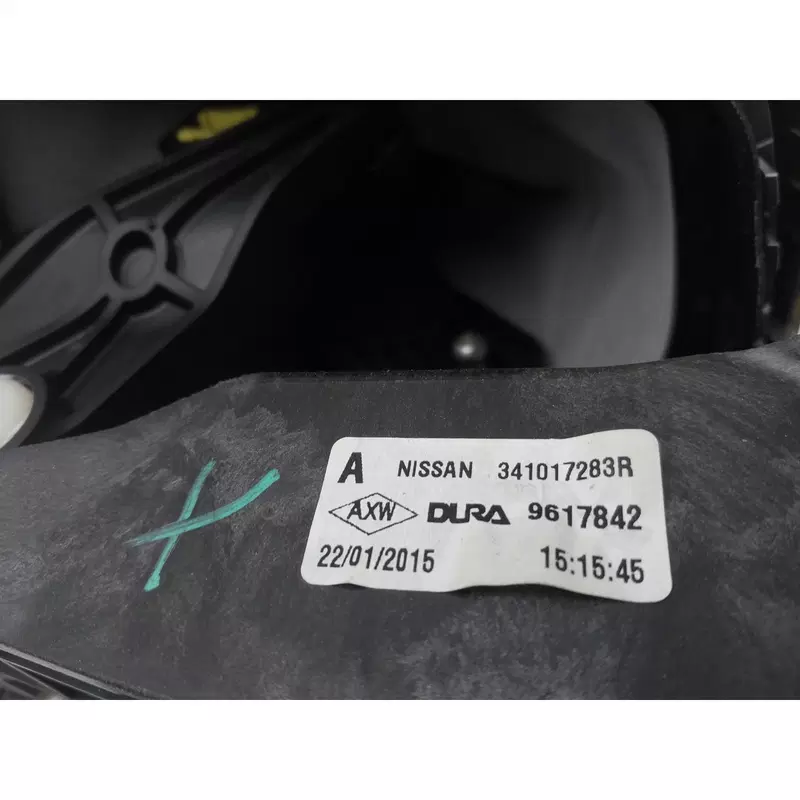 A NISSAN 341017283R
AXW DURA 9617842
22/01/2015 15:15:45